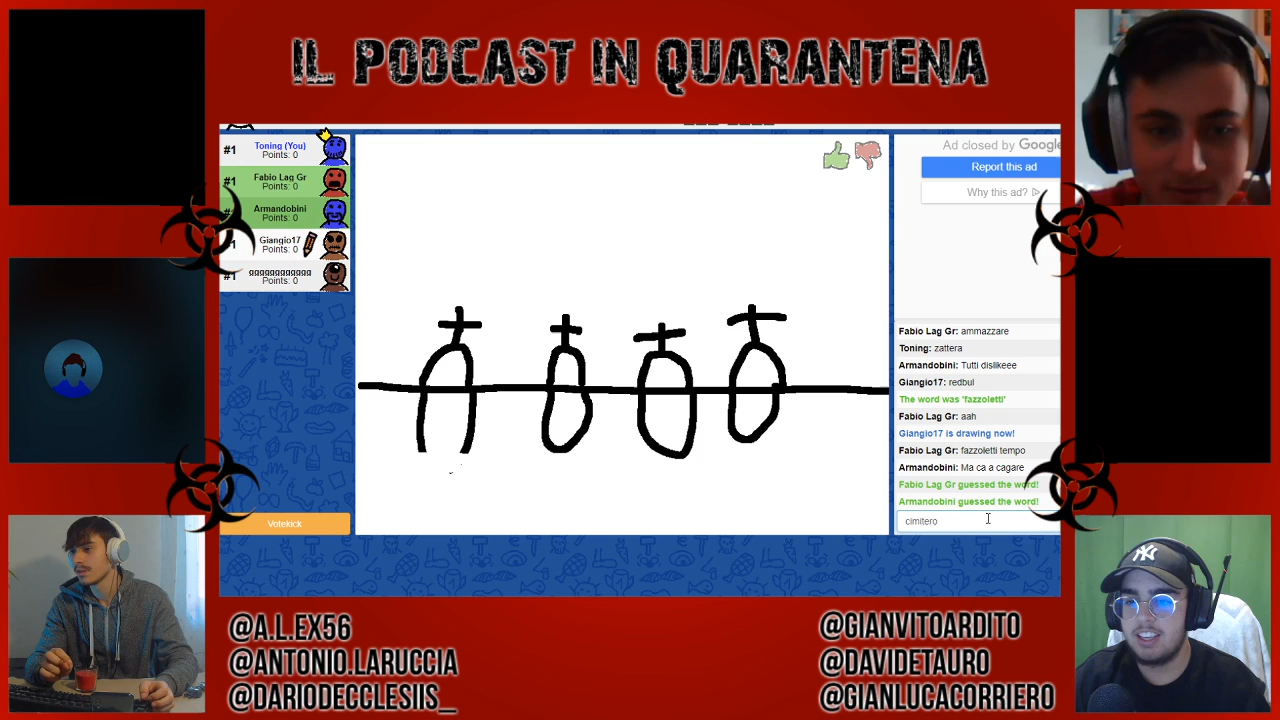 IL PODCAST IN QUARANTENA
#1 Toning (You)
Points: 0
#1 Fabio Lag Gr
Points: 0
Armandobini
Points: 0
#1 Giangio17
Points: 0
#1 gggggggggggg
Points: 0
Votekick
Ad closed by Google
Report this ad
Why this ad?
Fabio Lag Gr: ammazzare
Toning: zattera
Armandobini: Tutti dislikeee
Giangio17: redbul
The word was 'fazzoletti'
Fabio Lag Gr: aah
Giangio17 is drawing now!
Fabio Lag Gr: fazzoletti tempo
Armandobini: Ma ca a cagare
Fabio Lag Gr guessed the word!
Armandobini guessed the word!
cimitero
NY
@A.L.EX56
@ANTONIO.LARUCCIA
@DARIODECCLESIIS_
@GIANVITOARDITO
@DAVIDETAURO
@GIANLUCACORRIERO